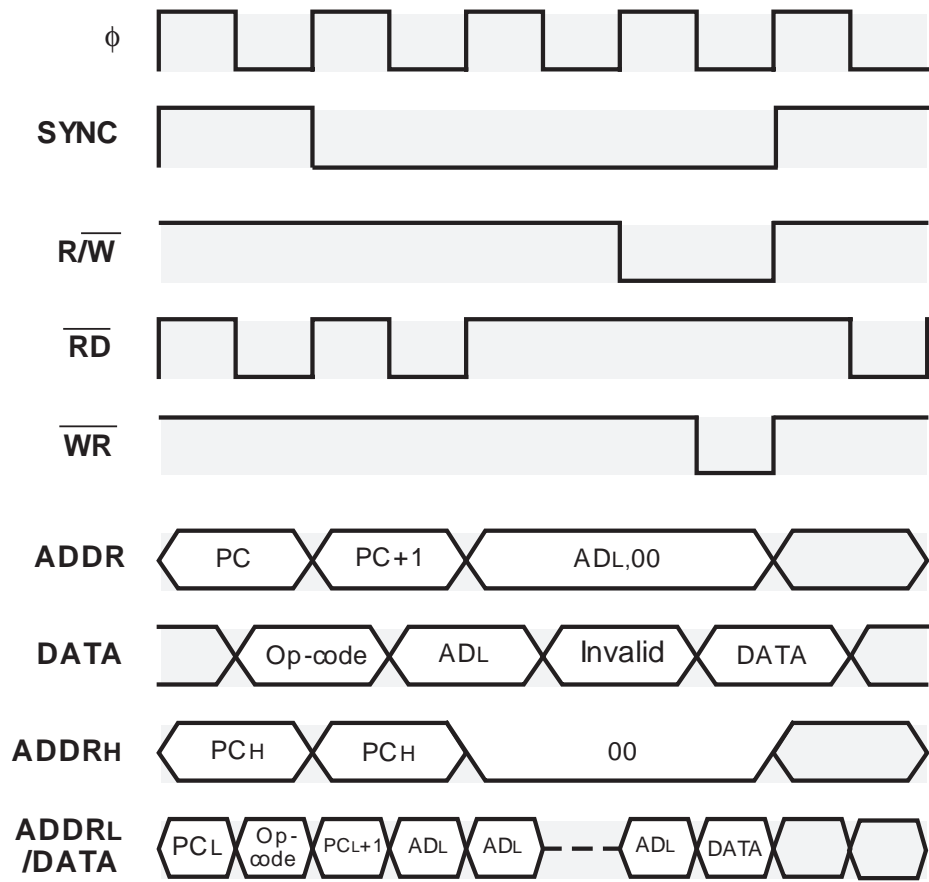 ϕ
SYNC
R/W
RD
WR
ADDR PC PC+1 ADL,00
DATA Op-code ADL Invalid DATA
ADDRH PCH PCH 00
ADDRL
/DATA
PCL
Op-
code
PCL+1 ADL ADL ADL DATA